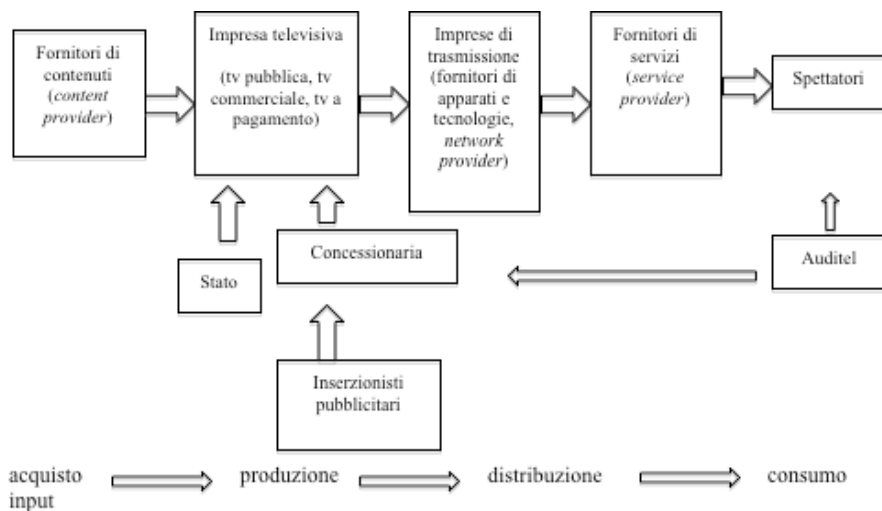 Fornitori di
contenuti
(content
provider)
Impresa televisiva
(tv pubblica, tv
commerciale, tv a
pagamento)
Imprese di
trasmissione
(fornitori di
apparati e
tecnologie,
network
provider)
Fornitori di
servizi
(service
provider)
Spettatori
Stato
Concessionaria
Auditel
Inserzionisti
pubblicitari
acquisto
input
produzione
distribuzione
consumo